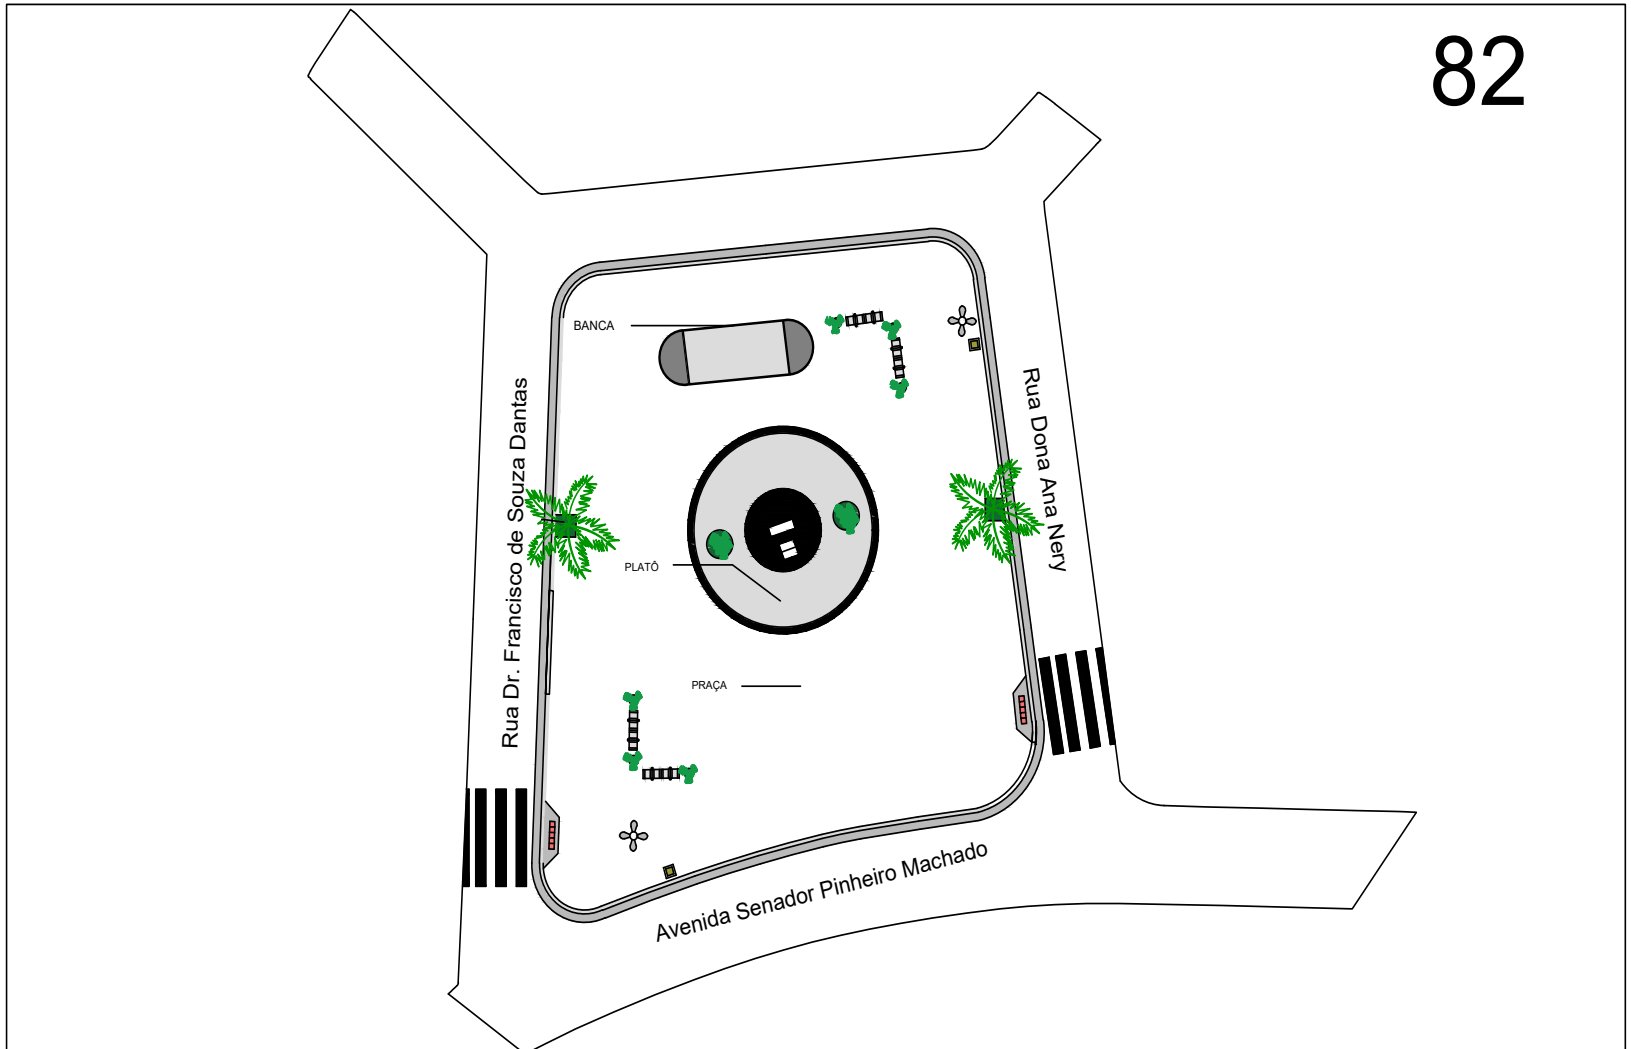 82
BANCA
Rua Dr. Francisco de Souza Dantas
Rua Dona Ana Nery
PLATÔ
PRAÇA
Avenida Senador Pinheiro Machado